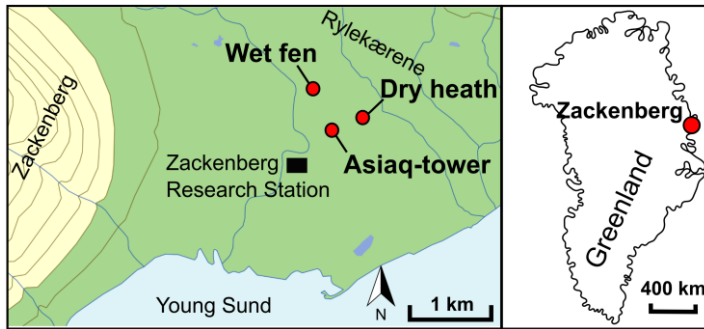 Rylekærene
Wet fen
Dry heath
Zackenberg
Asiaq-tower
Zackenberg
Research Station
Young Sund
N
1 km
Zackenberg
Greenland
400 km